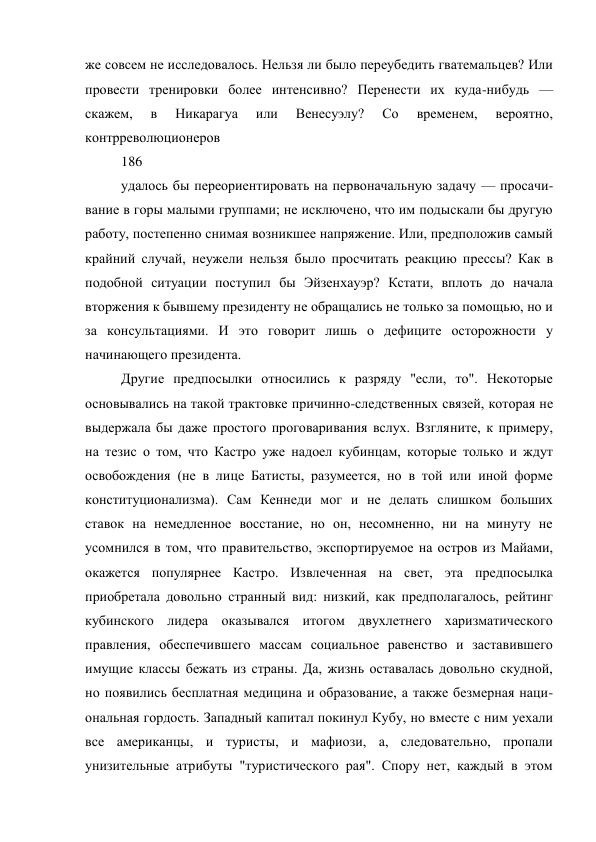 же совсем не исследовалось. Нельзя ли было переубедить гватемальцев? Или
провести тренировки более интенсивно? Перенести их куда-нибудь —
скажем, в Никарагуа или Венесуэлу? Со временем, вероятно,
контрреволюционеров
186
удалось бы переориентировать на первоначальную задачу — просачи-
вание в горы малыми группами; не исключено, что им подыскали бы другую
работу, постепенно снимая возникшее напряжение. Или, предположив самый
крайний случай, неужели нельзя было просчитать реакцию прессы? Как в
подобной ситуации поступил бы Эйзенхауэр? Кстати, вплоть до начала
вторжения к бывшему президенту не обращались не только за помощью, но и
за консультациями. И это говорит лишь о дефиците осторожности у
начинающего президента.
Другие предпосылки относились к разряду "если, то". Некоторые
основывались на такой трактовке причинно-следственных связей, которая не
выдержала бы даже простого проговаривания вслух. Взгляните, к примеру,
на тезис о том, что Кастро уже надоел кубинцам, которые только и ждут
освобождения (не в лице Батисты, разумеется, но в той или иной форме
конституционализма). Сам Кеннеди мог и не делать слишком больших
ставок на немедленное восстание, но он, несомненно, ни на минуту не
усомнился в том, что правительство, экспортируемое на остров из Майами,
окажется популярнее Кастро. Извлеченная на свет, эта предпосылка
приобретала довольно странный вид: низкий, как предполагалось, рейтинг
кубинского лидера оказывался итогом двухлетнего харизматического
правления, обеспечившего массам социальное равенство и заставившего
имущие классы бежать из страны. Да, жизнь оставалась довольно скудной,
но появились бесплатная медицина и образование, а также безмерная наци-
ональная гордость. Западный капитал покинул Кубу, но вместе с ним уехали
все американцы, и туристы, и мафиози, а, следовательно, пропали
унизительные атрибуты "туристического рая". Спору нет, каждый в этом